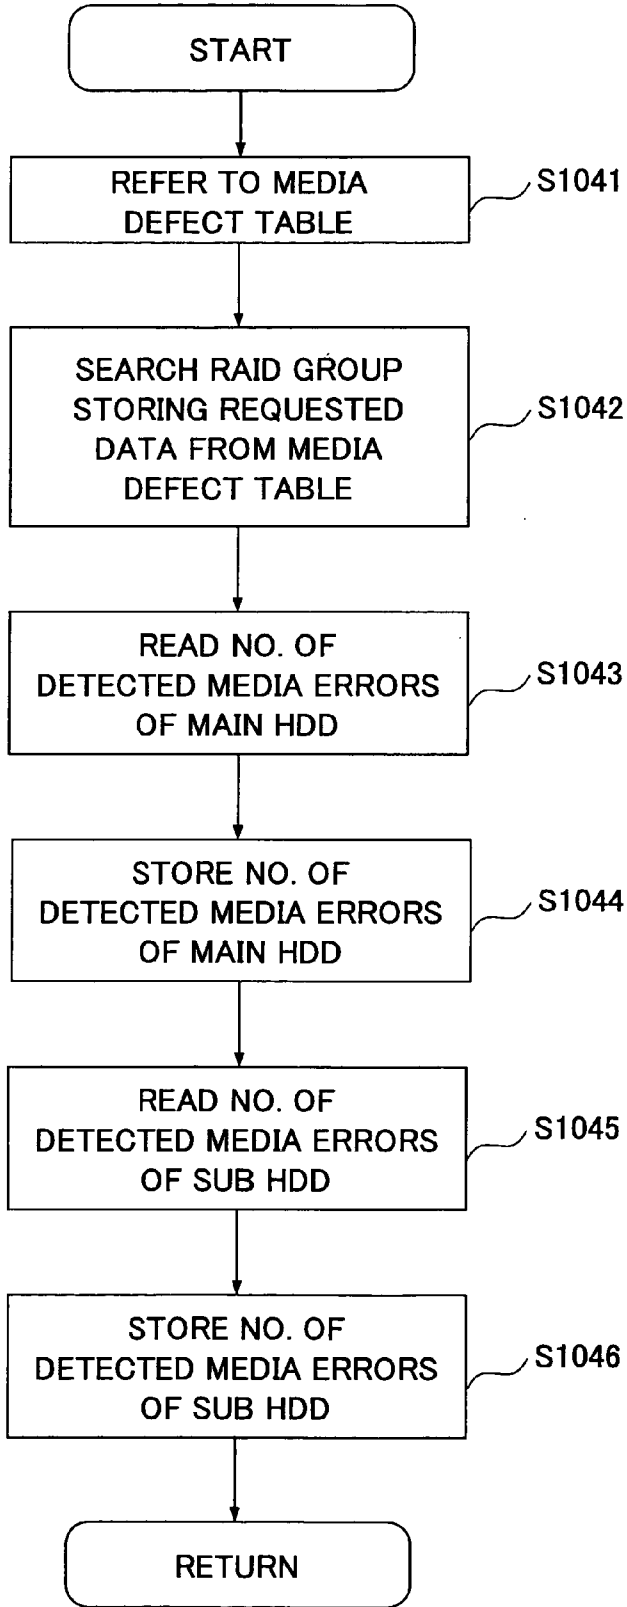 START
REFER TO MEDIA
DEFECT TABLE
S1041
SEARCH RAID GROUP
STORING REQUESTED
DATA FROM MEDIA
DEFECT TABLE
S1042
READ NO. OF
DETECTED MEDIA ERRORS
OF MAIN HDD
S1043
STORE NO. OF
DETECTED MEDIA ERRORS
OF MAIN HDD
S1044
READ NO. OF
DETECTED MEDIA ERRORS
OF SUB HDD
S1045
STORE NO. OF
DETECTED MEDIA ERRORS
OF SUB HDD
S1046
RETURN